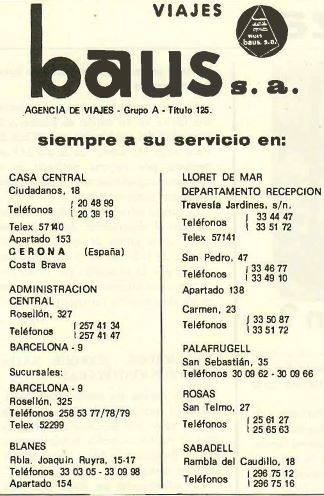 VIAJES
baus s.a.
baus. s.a.
AGENCIA DE VIAJES - Grupo A - Título 125.
siempre a su servicio en:
CASA CENTRAL
Ciudadanos, 18
Teléfonos { 20 48 99
20 39 19
Telex 57140
Apartado 153
GERONA (España)
Costa Brava
ADMINISTRACION
CENTRAL
Rosellón, 327
Teléfonos { 257 41 34
257 41 47
BARCELONA - 9
Sucursales:
BARCELONA - 9
Rosellón, 325
Teléfonos 258 53 77/78/79
Telex 52299
BLANES
Rbla. Joaquín Ruyra, 15-17
Teléfonos 33 03 05 - 33 09 98
Apartado 154
LLORET DE MAR
DEPARTAMENTO RECEPCION
Travesía Jardines, s/n.
Teléfonos { 33 44 47
33 51 72
Telex 57141
San Pedro, 47
Teléfonos { 33 46 77
33 49 10
Apartado 138
Carmen, 23
Teléfonos { 33 50 87
33 51 72
PALAFRUGELL
San Sebastián, 35
Teléfonos 30 09 62 - 30 09 66
ROSAS
San Telmo, 27
Teléfonos { 25 61 27
25 65 63
SABADELL
Rambla del Caudillo, 18
Teléfonos { 296 75 12
296 75 16